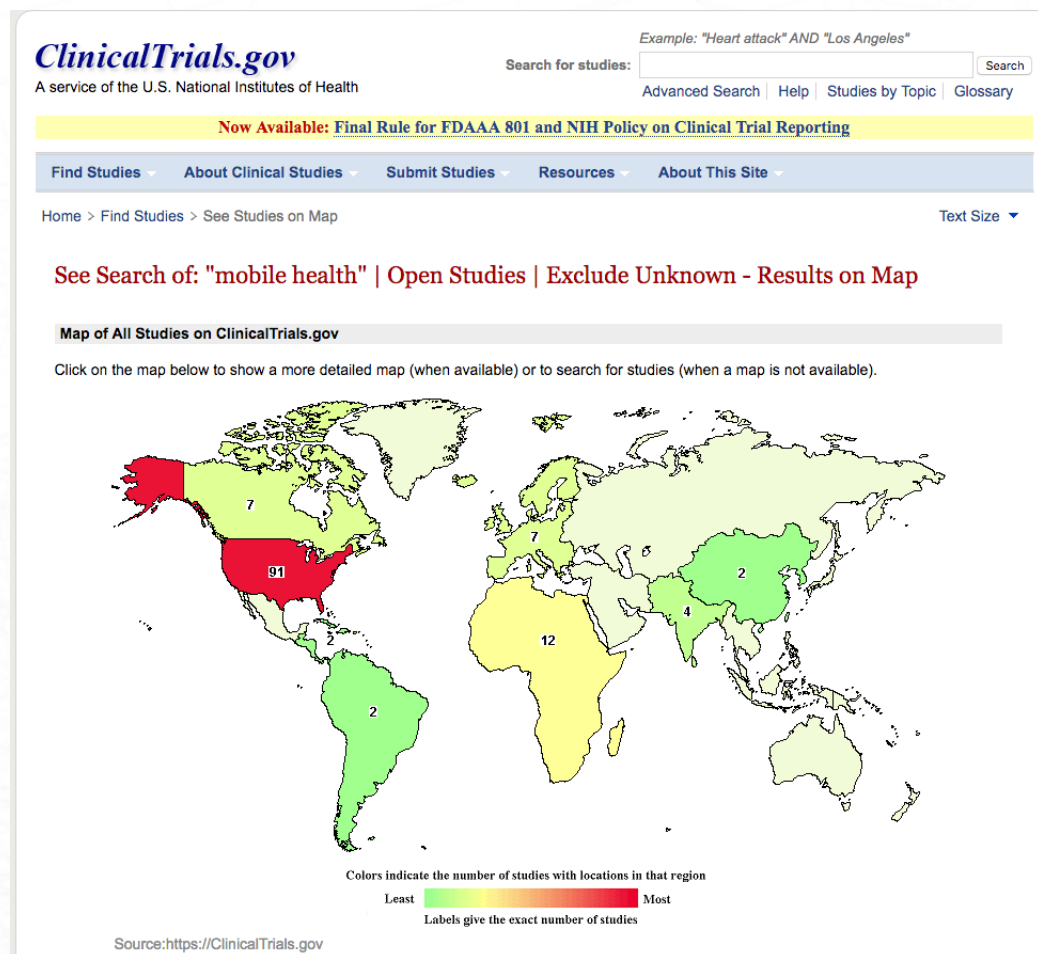 ClinicalTrials.gov
A service of the U.S. National Institutes of Health
Example: "Heart attack" AND "Los Angeles"
Search for studies:
Search
Advanced Search | Help | Studies by Topic | Glossary
Now Available: Final Rule for FDAAA 801 and NIH Policy on Clinical Trial Reporting
Find Studies About Clinical Studies Submit Studies Resources About This Site
Home > Find Studies > See Studies on Map
Text Size
See Search of: "mobile health" | Open Studies | Exclude Unknown - Results on Map
Map of All Studies on ClinicalTrials.gov
Click on the map below to show a more detailed map (when available) or to search for studies (when a map is not available).
7
7
91
2
4
2
12
2
Colors indicate the number of studies with locations in that region
Least Most
Labels give the exact number of studies
Source:https://ClinicalTrials.gov